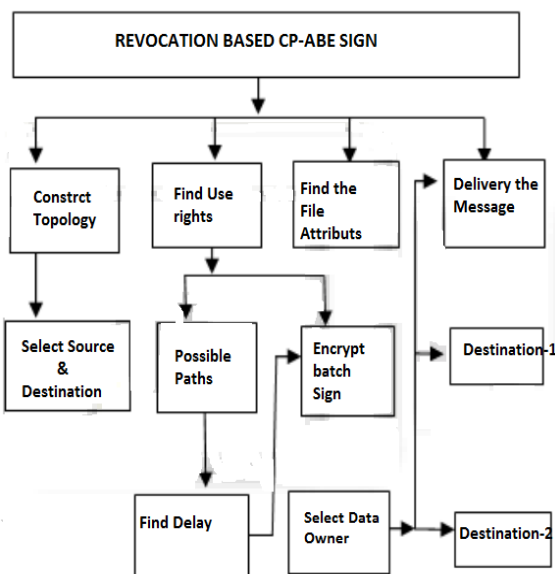 REVOCATION BASED CP-ABE SIGN
Constrct
Topology
Find Use
rights
Find the
File
Attributs
Delivery the
Message
Select Source
&
Destination
Possible
Paths
Encrypt
batch
Sign
Destination-1
Find Delay
Select Data
Owner
Destination-2